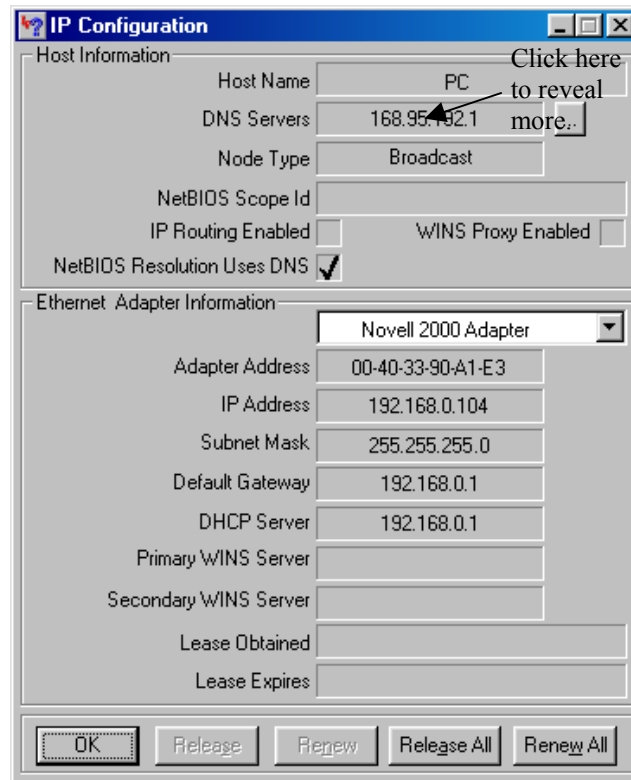 IP Configuration
Host Information
Click here
to reveal
more..
Host Name PC
DNS Servers 168.95.192.1
Node Type Broadcast
NetBIOS Scope Id
IP Routing Enabled WINS Proxy Enabled
NetBIOS Resolution Uses DNS
Ethernet Adapter Information
Novell 2000 Adapter
Adapter Address 00-40-33-90-A1-E3
IP Address 192.168.0.104
Subnet Mask 255.255.255.0
Default Gateway 192.168.0.1
DHCP Server 192.168.0.1
Primary WINS Server
Secondary WINS Server
Lease Obtained
Lease Expires
OK Release Renew Release All Renew All